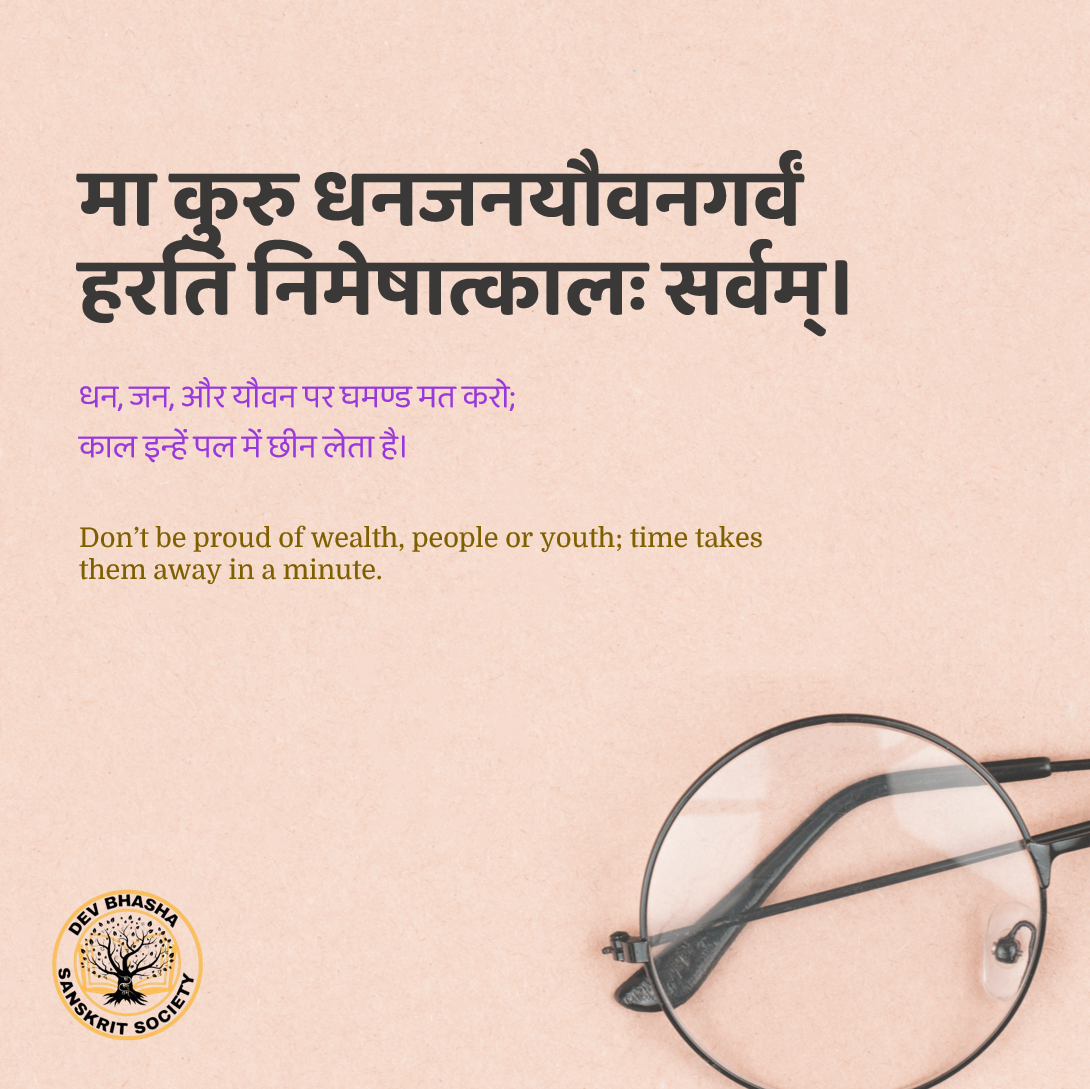 मा कुरु धनजनयौवनगर्वं
हरति निमेषात्कालः सर्वम्।
धन, जन, और यौवन पर घमण्ड मत करो;
काल इन्हें पल में छीन लेता है।
Don’t be proud of wealth, people or youth; time takes
them away in a minute.
DEV BHASHA
SANSKRIT SOCIETY